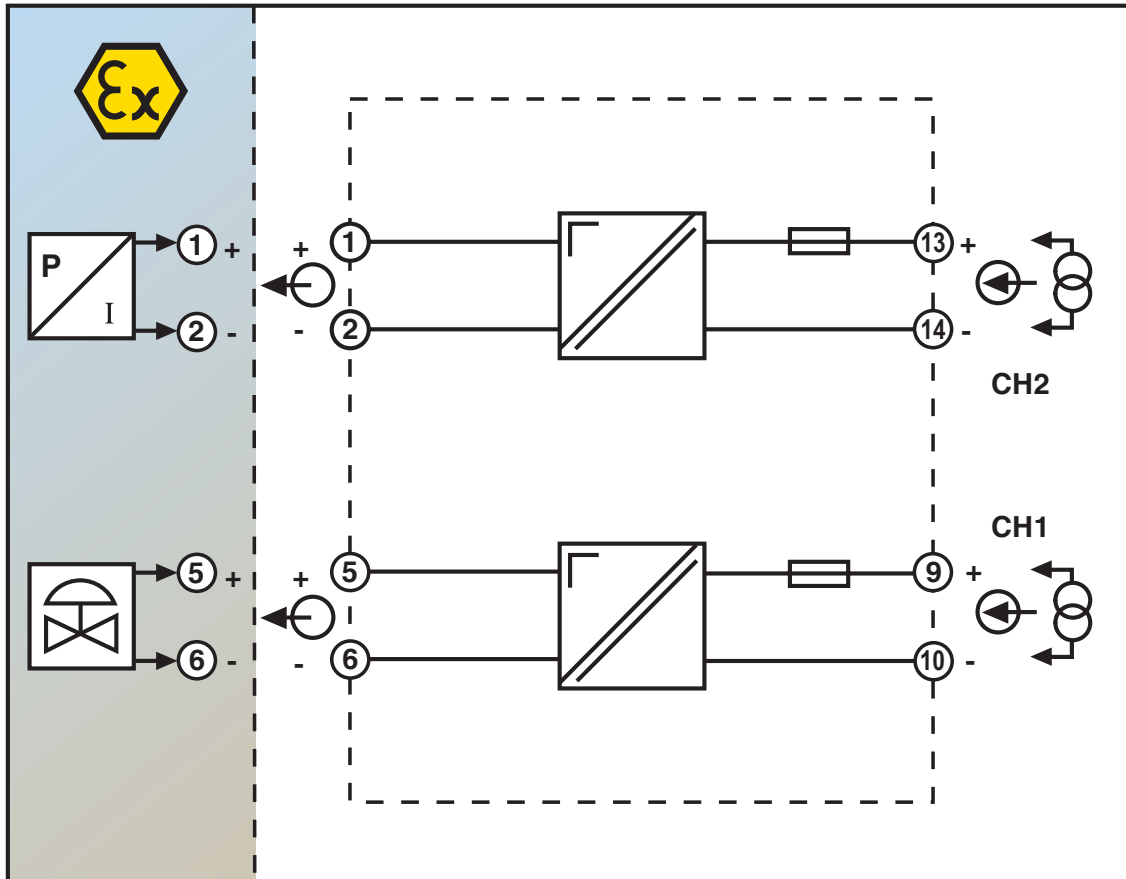 Ex
1 + + 1 13 +
P
I
2 - - 2 14 -
CH2
CH1
5 + + 5 9 +
6 - - 6 10 -